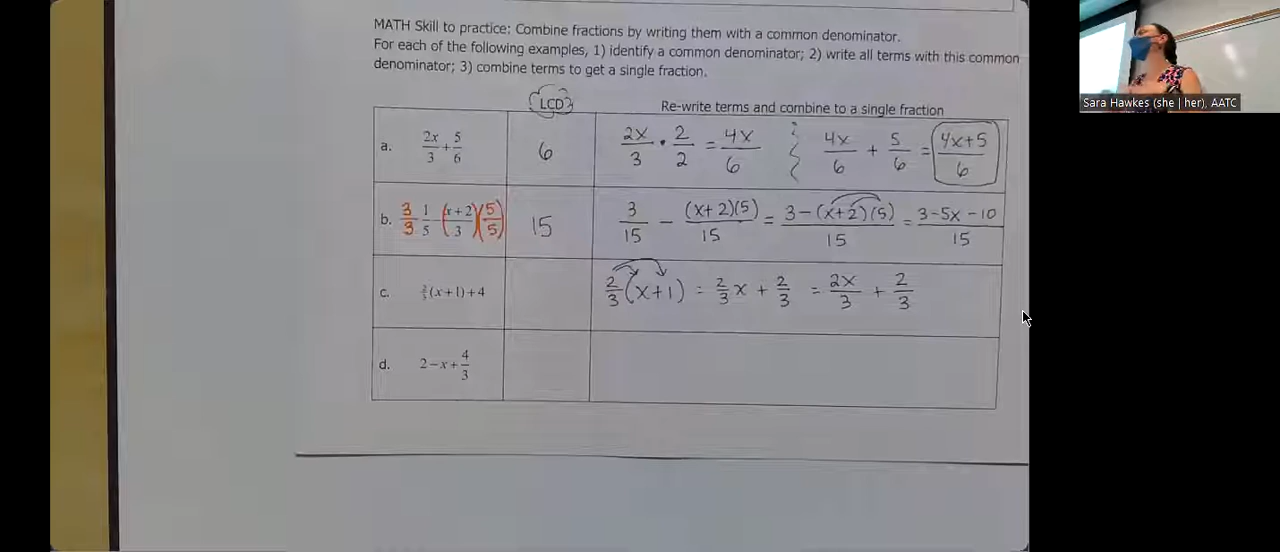 MATH Skill to practice: Combine fractions by writing them with a common denominator.
For each of the following examples, 1) identify a common denominator; 2) write all terms with this common
denominator; 3) combine terms to get a single fraction.
LCD Re-write terms and combine to a single fraction
a. 2x/3 + 5/6 6 2x/3 · 2/2 = 4x/6 4x/6 + 5/6 = 4x+5/6
b. 3/3 1/5 - (x+2/3)(5/5) 15 3/15 - (x+2)(5)/15 = 3-(x+2)(5)/15 = 3-5x-10/15
c. 2/3(x+1)+4 2/3(x+1) = 2/3x + 2/3 = 2x/3 + 2/3
d. 2-x+4/3
Sara Hawkes (she | her), AATC